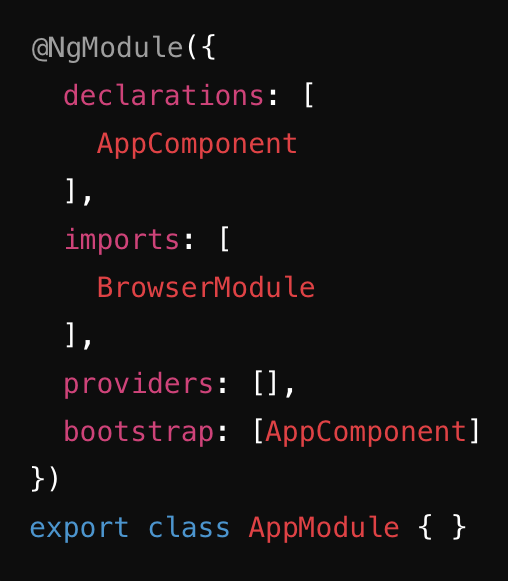 @NgModule({
  declarations: [
    AppComponent
  ],
  imports: [
    BrowserModule
  ],
  providers: [],
  bootstrap: [AppComponent]
})
export class AppModule { }